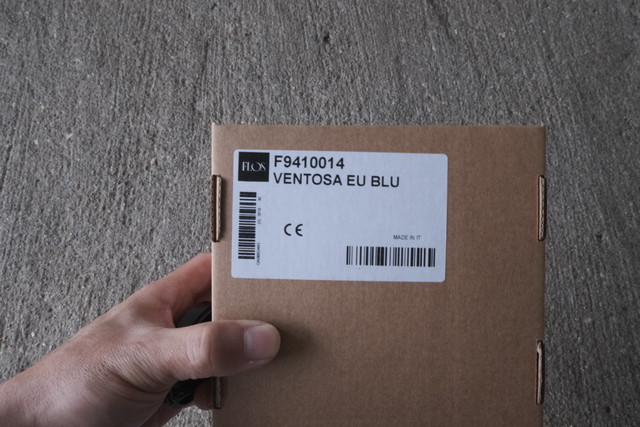 FLOS
F9410014
VENTOSA EU BLU
CE
MADE IN IT